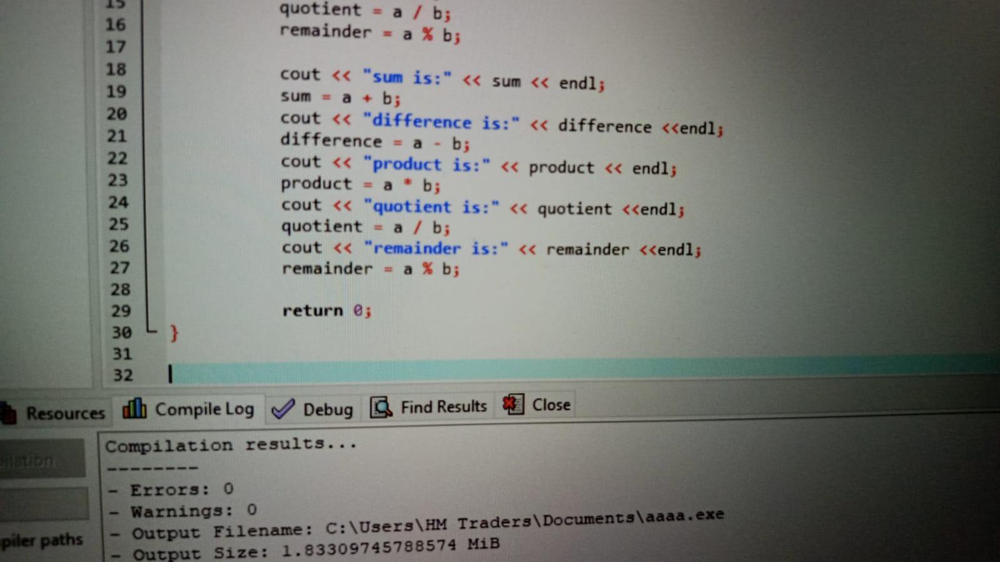 15 quotient = a / b;
16 remainder = a % b;
17
18 cout << "sum is:" << sum << endl;
19 sum = a + b;
20 cout << "difference is:" << difference <<endl;
21 difference = a - b;
22 cout << "product is:" << product << endl;
23 product = a * b;
24 cout << "quotient is:" << quotient <<endl;
25 quotient = a / b;
26 cout << "remainder is:" << remainder <<endl;
27 remainder = a % b;
28
29 return 0;
30 }
31
32
Resources Compile Log Debug Find Results Close
Compilation results...
--------
- Errors: 0
- Warnings: 0
- Output Filename: C:\Users\HM Traders\Documents\aaaa.exe
paths
- Output Size: 1.83309745788574 MiB